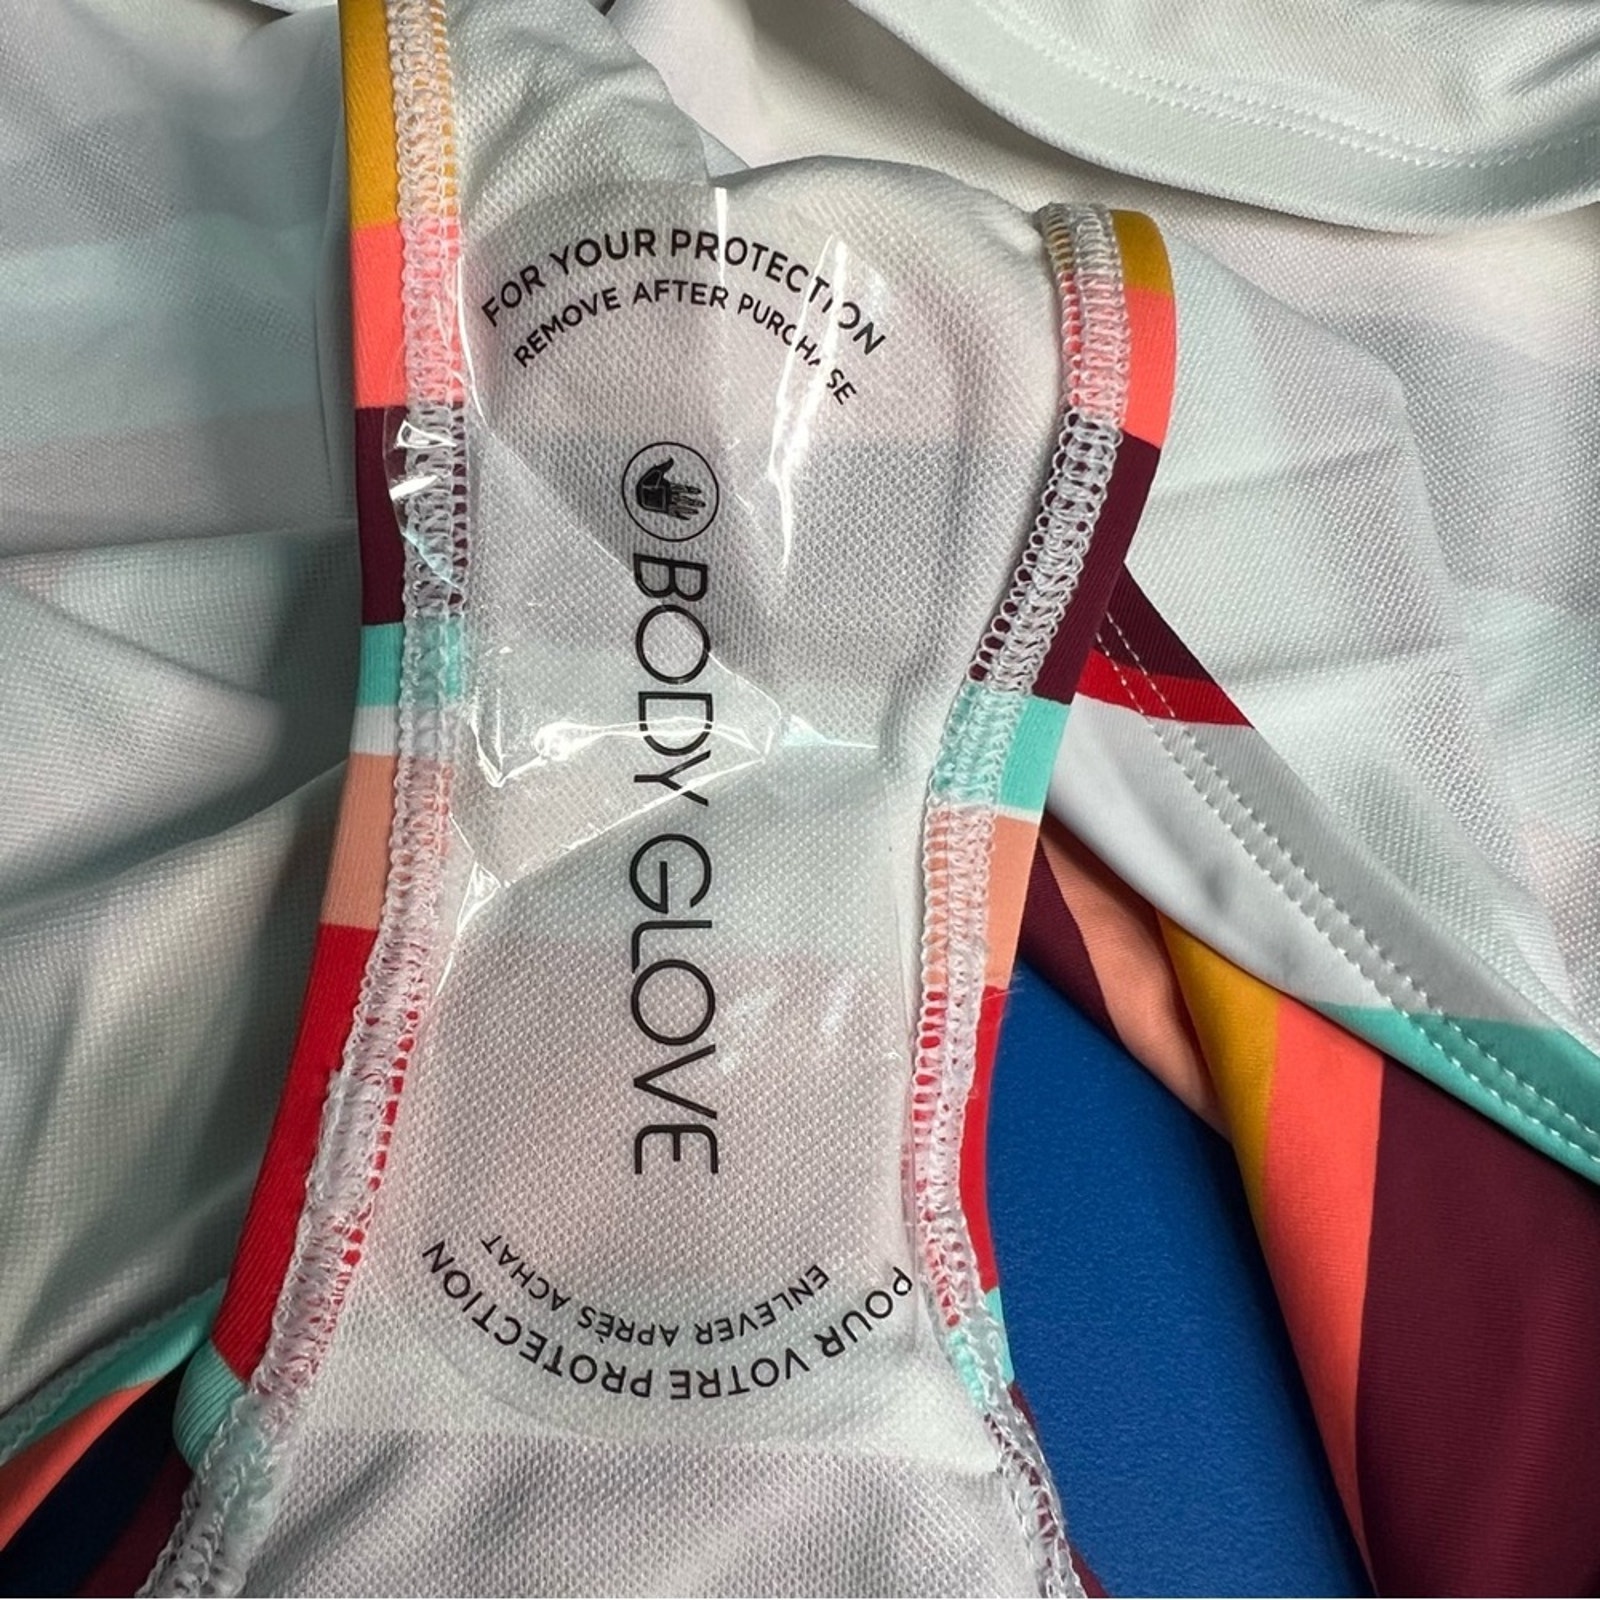 FOR YOUR PROTECTION
REMOVE AFTER PURCHASE
BODY GLOVE
ENLEVER APRÈS ACHAT
POUR VOTRE PROTECTION